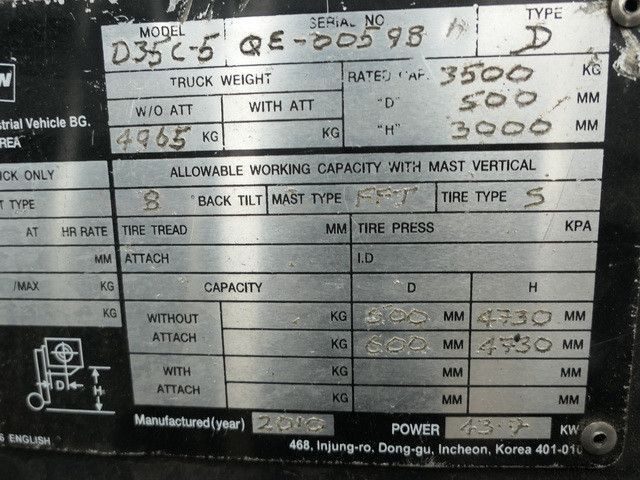 MODEL SERIAL NO TYPE
D35C-5 QE-00598 D
TRUCK WEIGHT RATED CAP. 3500 KG
W/O ATT WITH ATT "D" 500 MM
4965 KG KG "H" 3000 MM
strial Vehicle BG.
REA
ALLOWABLE WORKING CAPACITY WITH MAST VERTICAL
CK ONLY
T TYPE 8 BACK TILT MAST TYPE FFT TIRE TYPE S
AT HR RATE TIRE TREAD MM TIRE PRESS KPA
MM ATTACH I.D
/MAX KG CAPACITY D H
KG WITHOUT ATTACH KG 500 MM 4730 MM
KG 600 MM 4730 MM
WITH ATTACH KG MM MM
KG MM MM
D H
Manufactured(year) 2010 POWER 43.7 KW
ENGLISH 468, Injung-ro, Dong-gu, Incheon, Korea 401-010